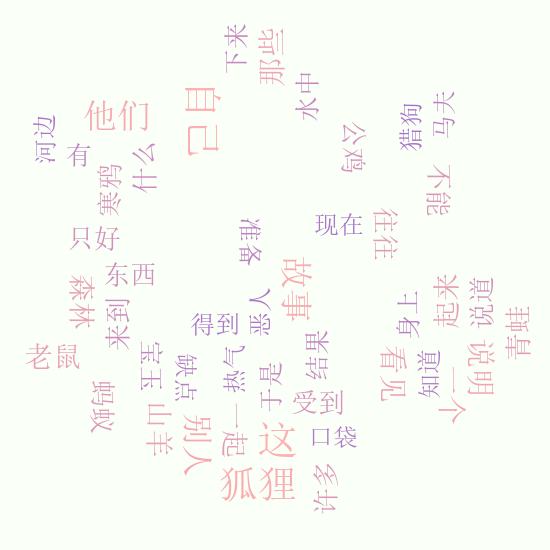 下来
那些
自己
水中
他们
猎狗
马夫
河边
有
什么
公鸡
寒鸦
不能
只好
谁
现在
往往
东西
故事
森林
来到
得到
恶人
身上
起来
说道
青蛙
老鼠
宝王
缺点
热气
于是
结果
看见
知道
一个
说明
蚂蚁
山羊
别人
一起
受到
这
口袋
狐狸
许多